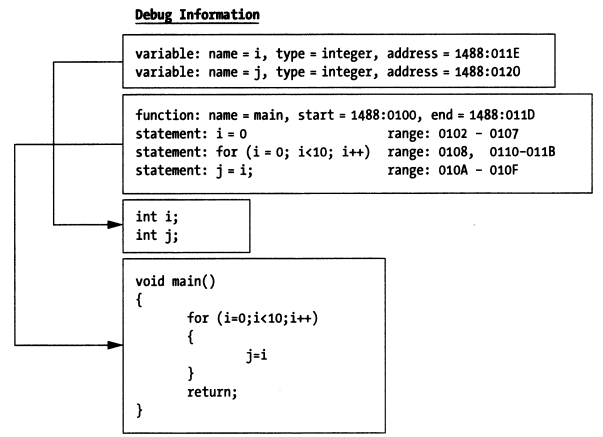 Debug Information
variable: name = i, type = integer, address = 1488:011E
variable: name = j, type = integer, address = 1488:0120
function: name = main, start = 1488:0100, end = 1488:011D
statement: i = 0 range: 0102 - 0107
statement: for (i = 0; i<10; i++) range: 0108, 0110-011B
statement: j = i; range: 010A - 010F
int i;
int j;
void main()
{
for (i=0;i<10;i++)
{
j=i
}
return;
}